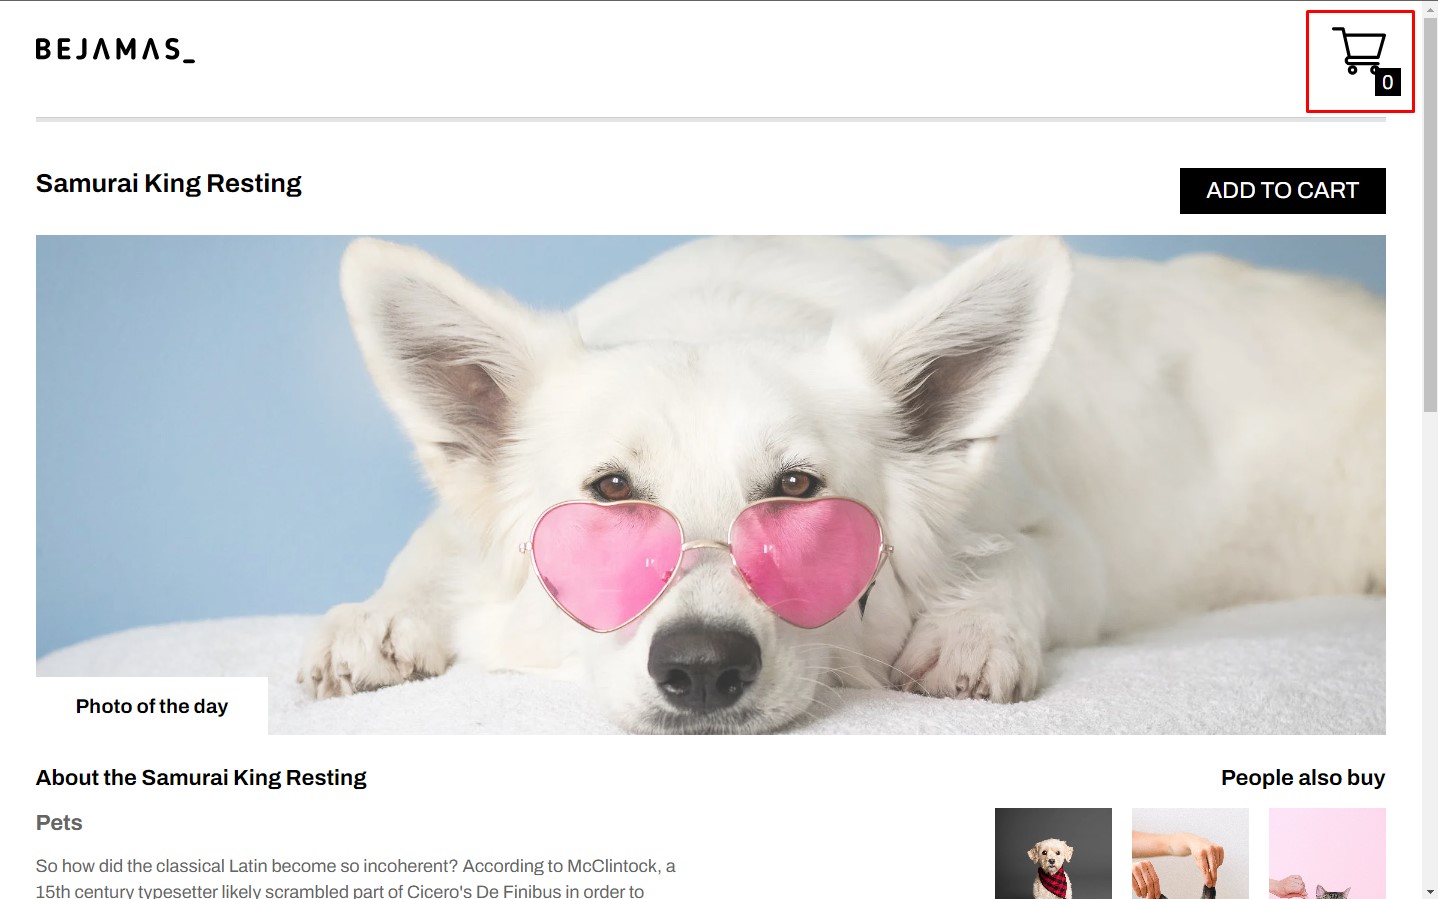 BEJAMAS_
0
Samurai King Resting
ADD TO CART
Photo of the day
About the Samurai King Resting
People also buy
Pets
So how did the classical Latin become so incoherent? According to McClintock, a
15th century typesetter likely scrambled part of Cicero's De Finibus in order to